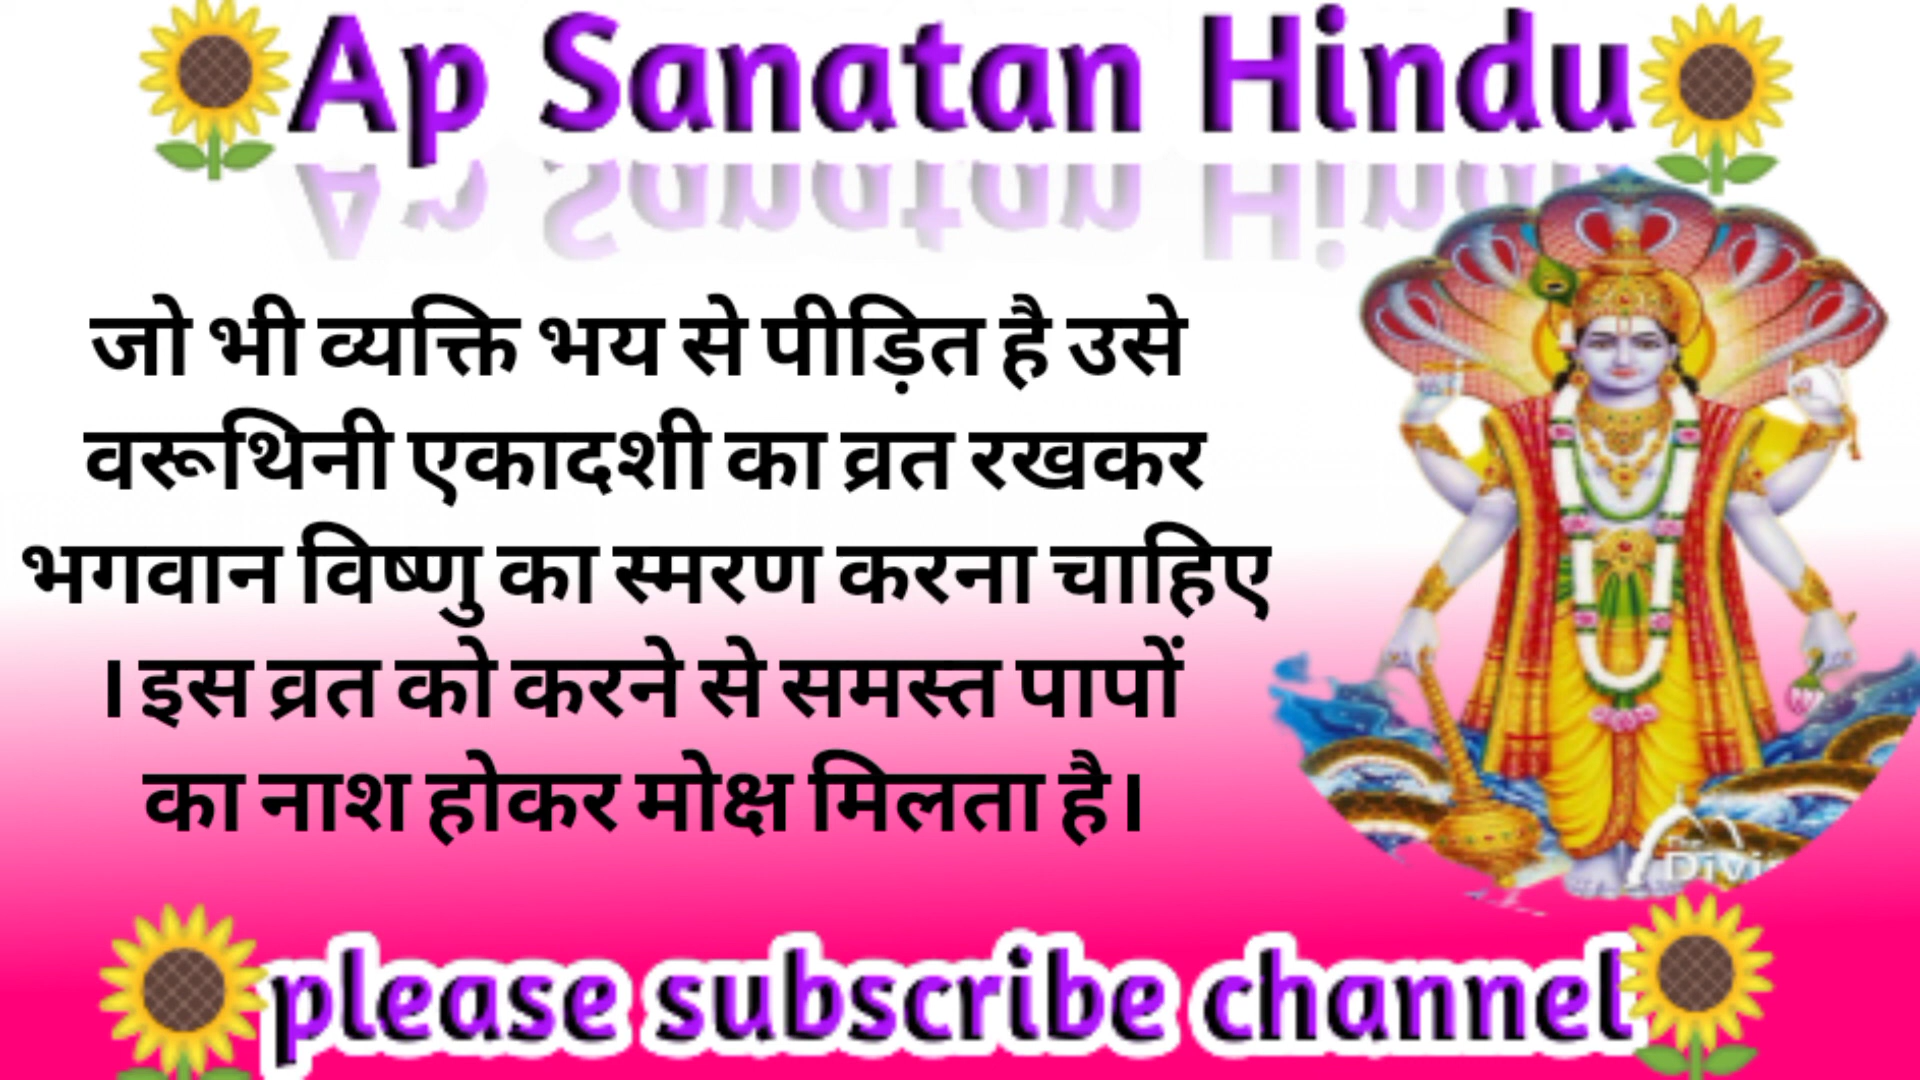 Ap Sanatan Hindu
जो भी व्यक्ति भय से पीड़ित है उसे
वरूथिनी एकादशी का व्रत रखकर
भगवान विष्णु का स्मरण करना चाहिए
। इस व्रत को करने से समस्त पापों
का नाश होकर मोक्ष मिलता है।
The
please subscribe channel